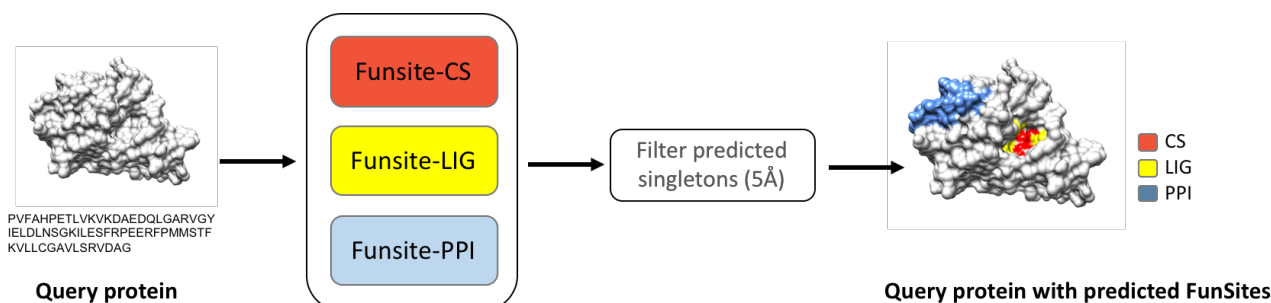 PVFAHPETLVKVKDAEDQLGARVGY
IELDLNSGKILESFRPEERFPMMSTF
KVLLCGAVLSRVDAG
Query protein
Funsite-CS
Funsite-LIG
Funsite-PPI
Filter predicted
singletons (5Å)
CS
LIG
PPI
Query protein with predicted FunSites